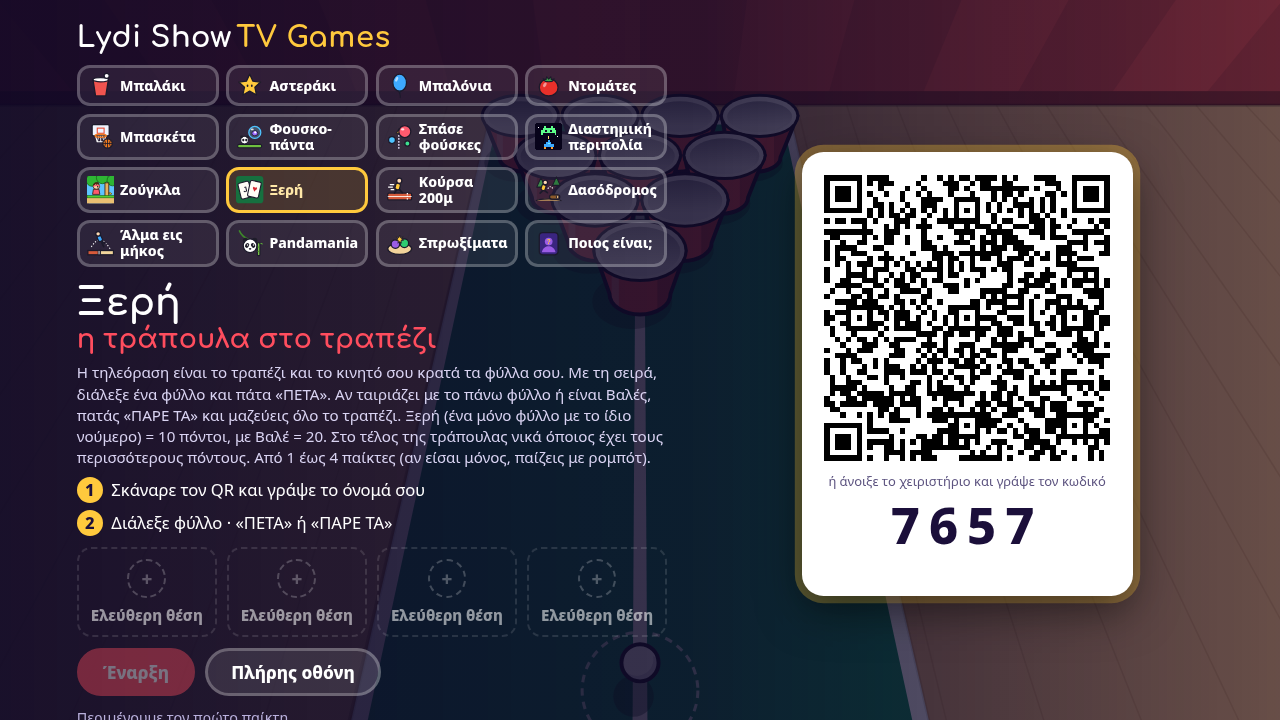 Lydi Show TV Games
Μπαλάκι
Αστεράκι
Μπαλόνια
Ντομάτες
Μπασκέτα
Φουσκο-
πάντα
Σπάσε
φούσκες
Διαστημική
περιπολία
Ζούγκλα
Ξερή
Κούρσα
200μ
Δασόδρομος
Άλμα εις
μήκος
Pandamania
Σπρωξίματα
Ποιος είναι;
Ξερή
η τράπουλα στο τραπέζι
Η τηλεόραση είναι το τραπέζι και το κινητό σου κρατά τα φύλλα σου. Με τη σειρά,
διάλεξε ένα φύλλο και πάτα «ΠΕΤΑ». Αν ταιριάζει με το πάνω φύλλο ή είναι Βαλές,
πατάς «ΠΑΡΕ ΤΑ» και μαζεύεις όλο το τραπέζι. Ξερή (ένα μόνο φύλλο με το ίδιο
νούμερο) = 10 πόντοι, με Βαλέ = 20. Στο τέλος της τράπουλας νικά όποιος έχει τους
περισσότερους πόντους. Από 1 έως 4 παίκτες (αν είσαι μόνος, παίζεις με ρομπότ).
1 Σκάναρε τον QR και γράψε το όνομά σου
2 Διάλεξε φύλλο · «ΠΕΤΑ» ή «ΠΑΡΕ ΤΑ»
+ + + +
Ελεύθερη θέση Ελεύθερη θέση Ελεύθερη θέση Ελεύθερη θέση
Έναρξη Πλήρης οθόνη
Περιμένουμε τον πρώτο παίκτη
ή άνοιξε το χειριστήριο και γράψε τον κωδικό
7657